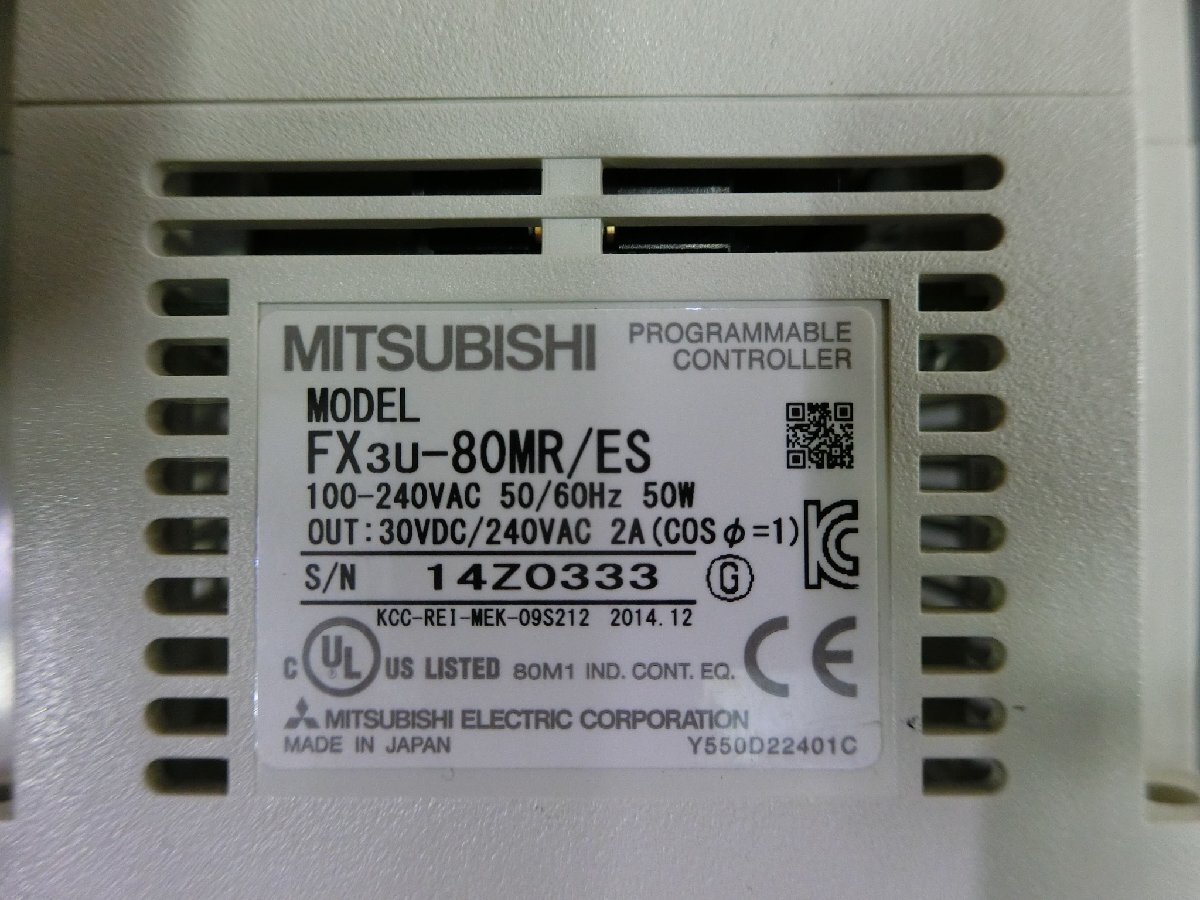 MITSUBISHI
PROGRAMMABLE
CONTROLLER
MODEL
FX3U-80MR/ES
100-240VAC 50/60Hz 50W
OUT:30VDC/240VAC 2A(COSφ=1)
S/N 14Z0333
G
KC
KCC-REI-MEK-09S212 2014.12
C UL US LISTED 80M1 IND. CONT. EQ.
CE
MITSUBISHI ELECTRIC CORPORATION
MADE IN JAPAN
Y550D22401C